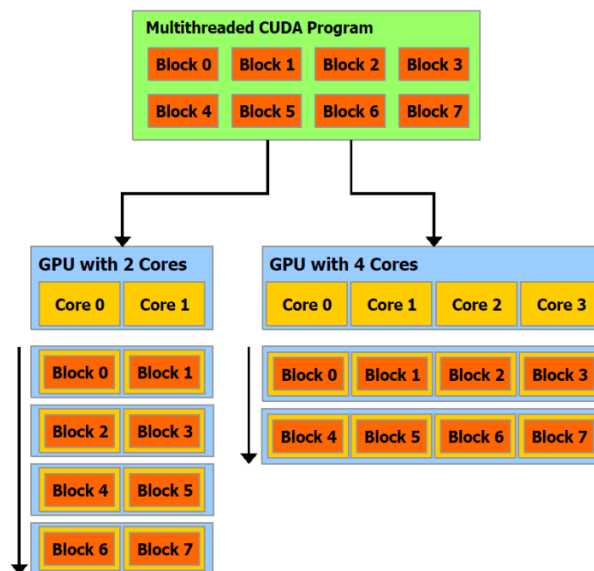 Multithreaded CUDA Program
Block 0 Block 1 Block 2 Block 3
Block 4 Block 5 Block 6 Block 7
GPU with 2 Cores
Core 0 Core 1
Block 0 Block 1
Block 2 Block 3
Block 4 Block 5
Block 6 Block 7
GPU with 4 Cores
Core 0 Core 1 Core 2 Core 3
Block 0 Block 1 Block 2 Block 3
Block 4 Block 5 Block 6 Block 7